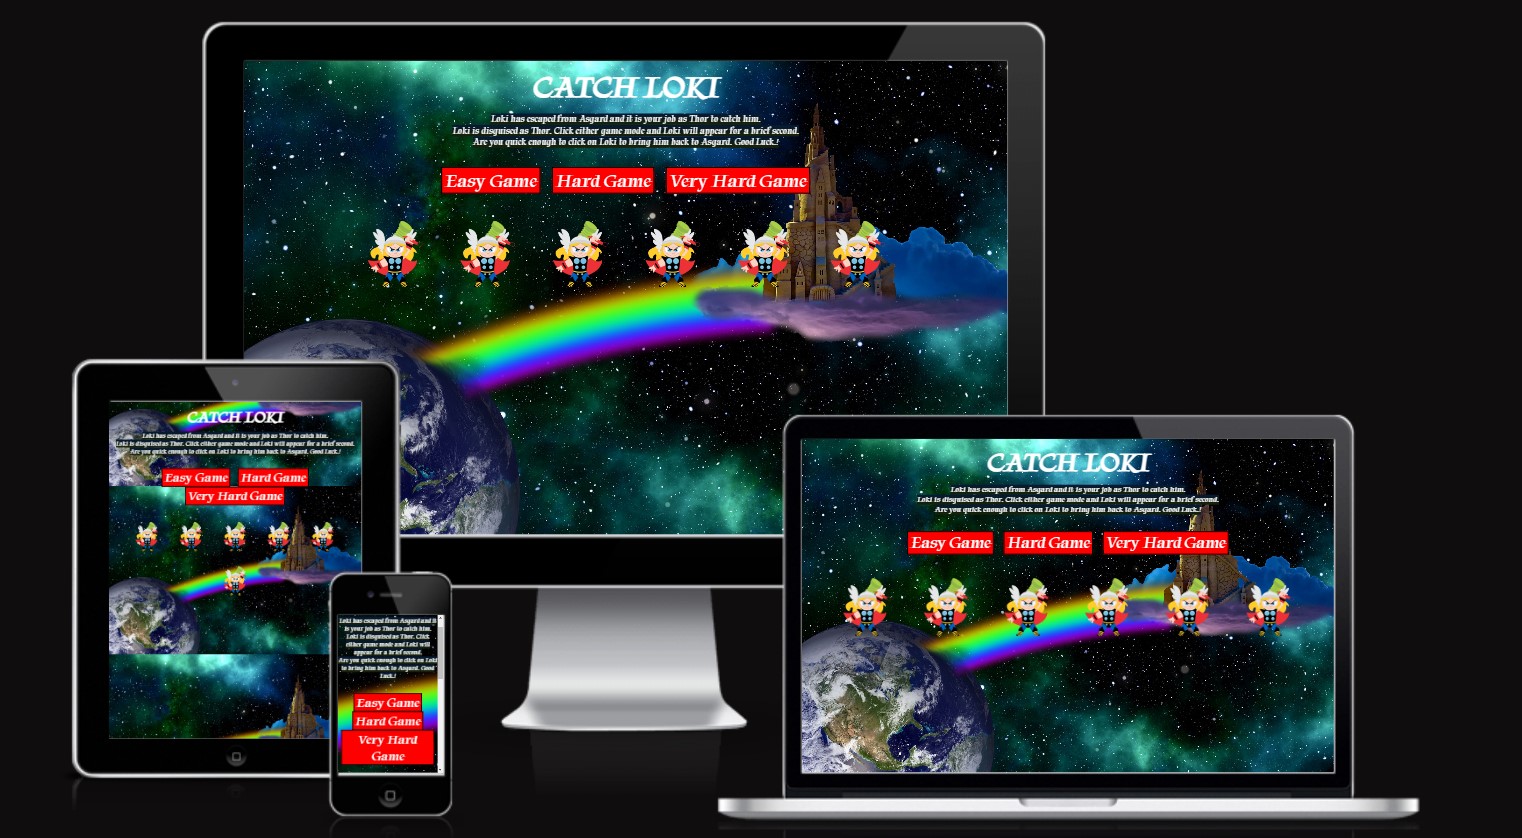 CATCH LOKI
Loki has escaped from Asgard and it is your job as Thor to catch him.
Loki is disguised as Thor. Click either game mode and Loki will appear for a brief second.
Are you quick enough to click on Loki to bring him back to Asgard. Good Luck.!
Easy Game
Hard Game
Very Hard Game
CATCH LOKI
Loki has escaped from Asgard and it is your job as Thor to catch him.
Loki is disguised as Thor. Click either game mode and Loki will appear for a brief second.
Are you quick enough to click on Loki to bring him back to Asgard. Good Luck.!
Easy Game
Hard Game
Very Hard Game
Loki has escaped from Asgard and it
is your job as Thor to catch him.
Loki is disguised as Thor. Click
either game mode and Loki will
appear for a brief second.
Are you quick enough to click on Loki
to bring him back to Asgard. Good
Luck.!
Easy Game
Hard Game
Very Hard
Game
CATCH LOKI
Loki has escaped from Asgard and it is your job as Thor to catch him.
Loki is disguised as Thor. Click either game mode and Loki will appear for a brief second.
Are you quick enough to click on Loki to bring him back to Asgard. Good Luck.!
Easy Game
Hard Game
Very Hard Game